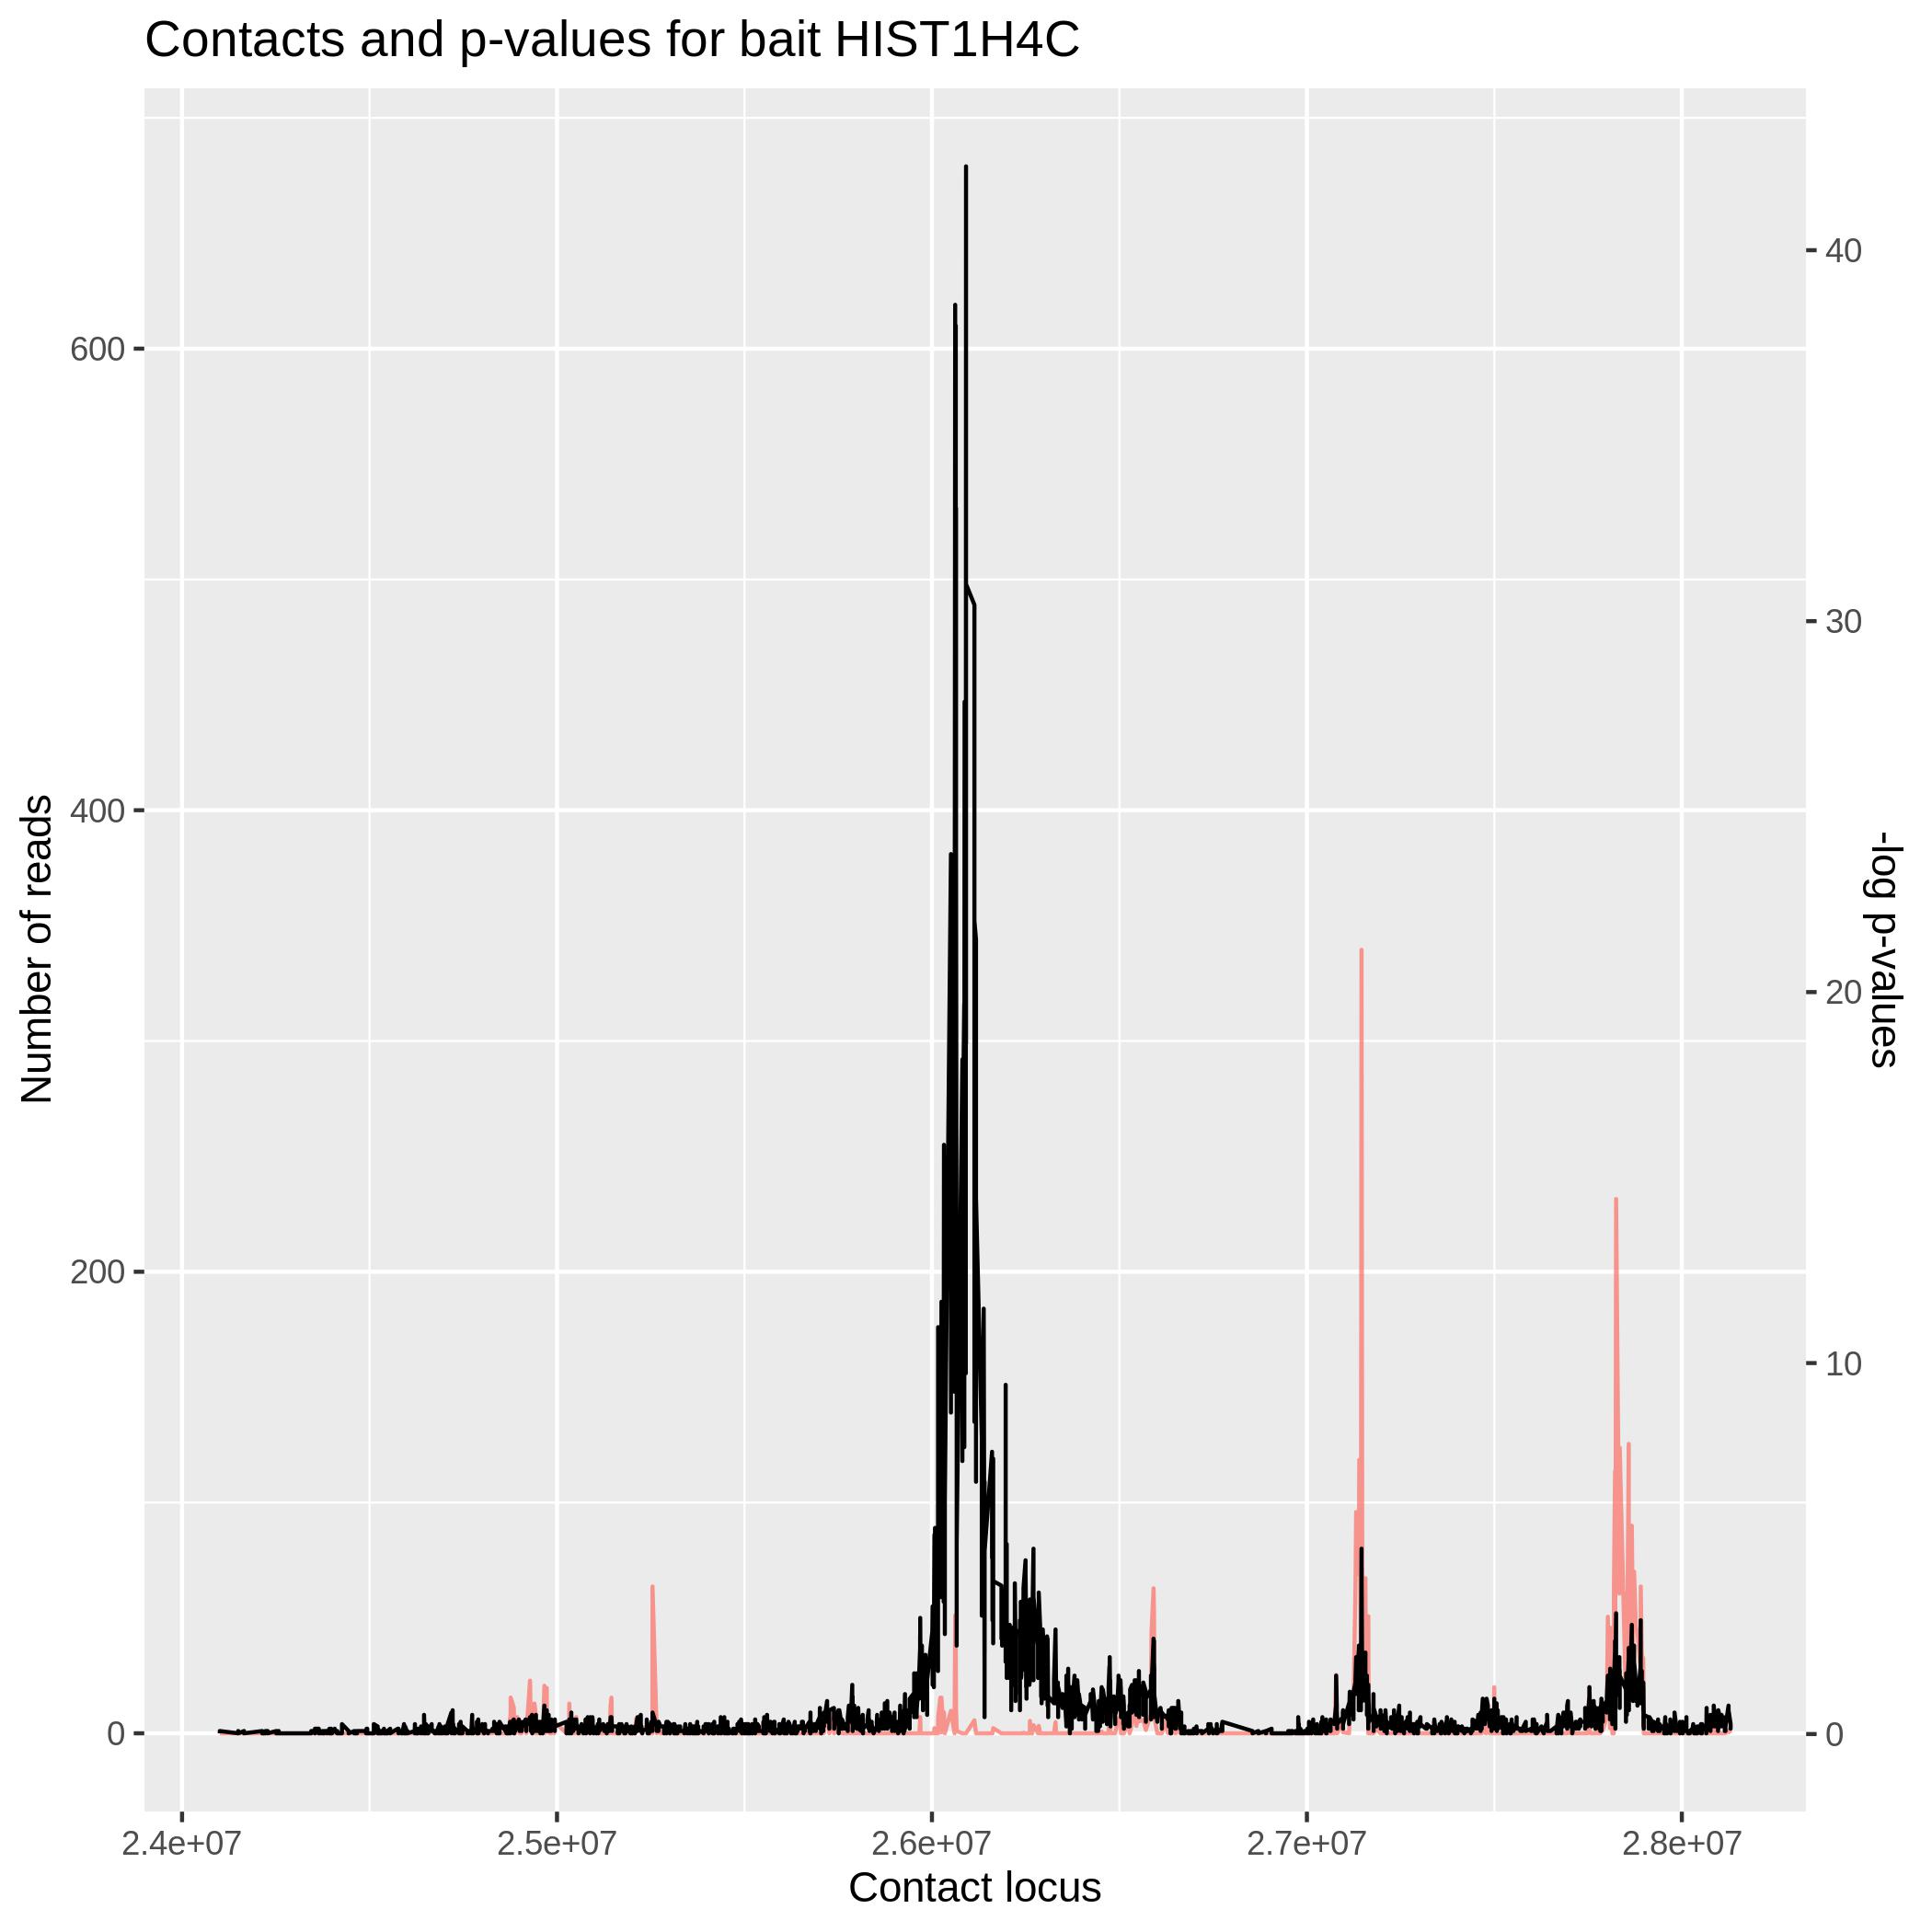 Contacts and p-values for bait HIST1H4C
Number of reads
600
400
200
0
40
30
20
10
0
-log p-values
2.4e+07
2.5e+07
2.6e+07
2.7e+07
2.8e+07
Contact locus